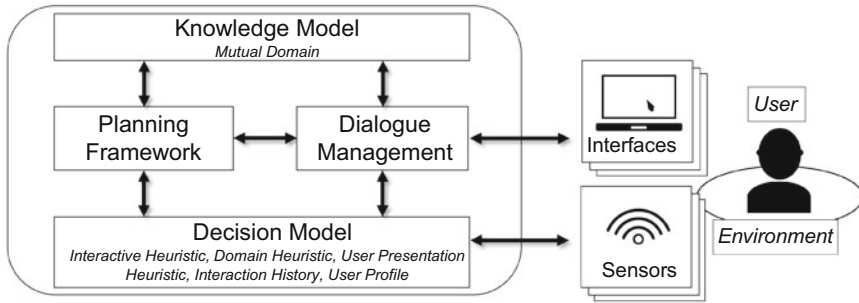 Knowledge Model
Mutual Domain
Planning
Framework
Dialogue
Management
Decision Model
Interactive Heuristic, Domain Heuristic, User Presentation
Heuristic, Interaction History, User Profile
Interfaces
Sensors
User
Environment